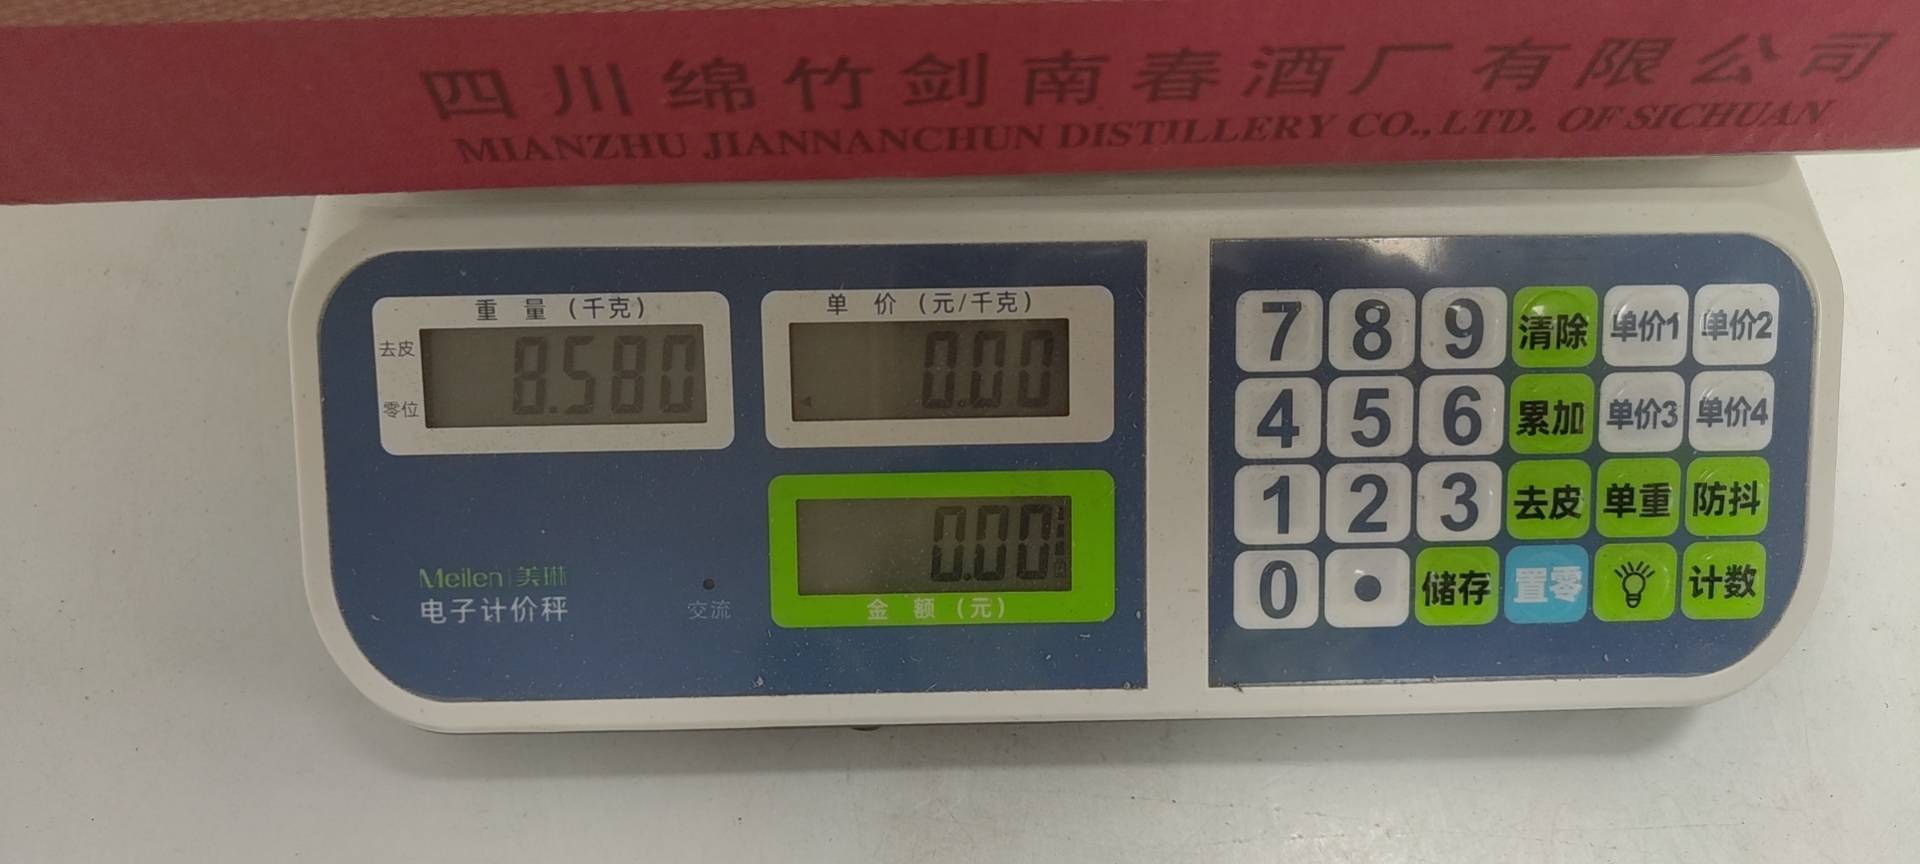 四川绵竹剑南春酒厂有限公司
MIANZHU JIANNANCHUN DISTILLERY CO.,LTD. OF SICHUAN
重量(千克)
去皮
零位
8.580
单价(元/千克)
0.00
0.00
金额(元)
Meilen|美琳
电子计价秤
交流
7 8 9 清除 单价1 单价2
4 5 6 累加 单价3 单价4
1 2 3 去皮 单重 防抖
0 • 储存 置零 计数